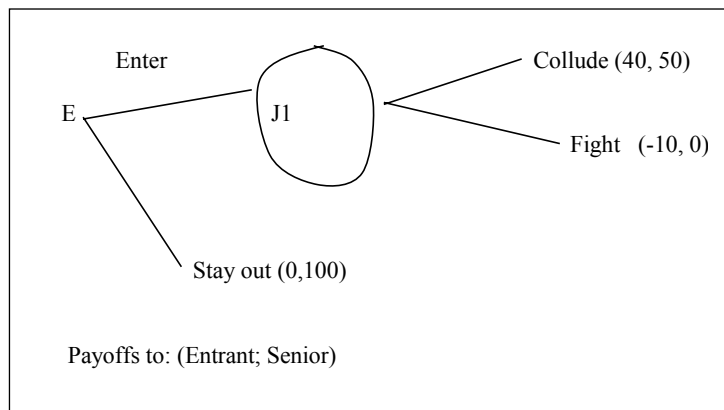 Enter
Collude (40, 50)
E
J1
Fight (-10, 0)
Stay out (0,100)
Payoffs to: (Entrant; Senior)